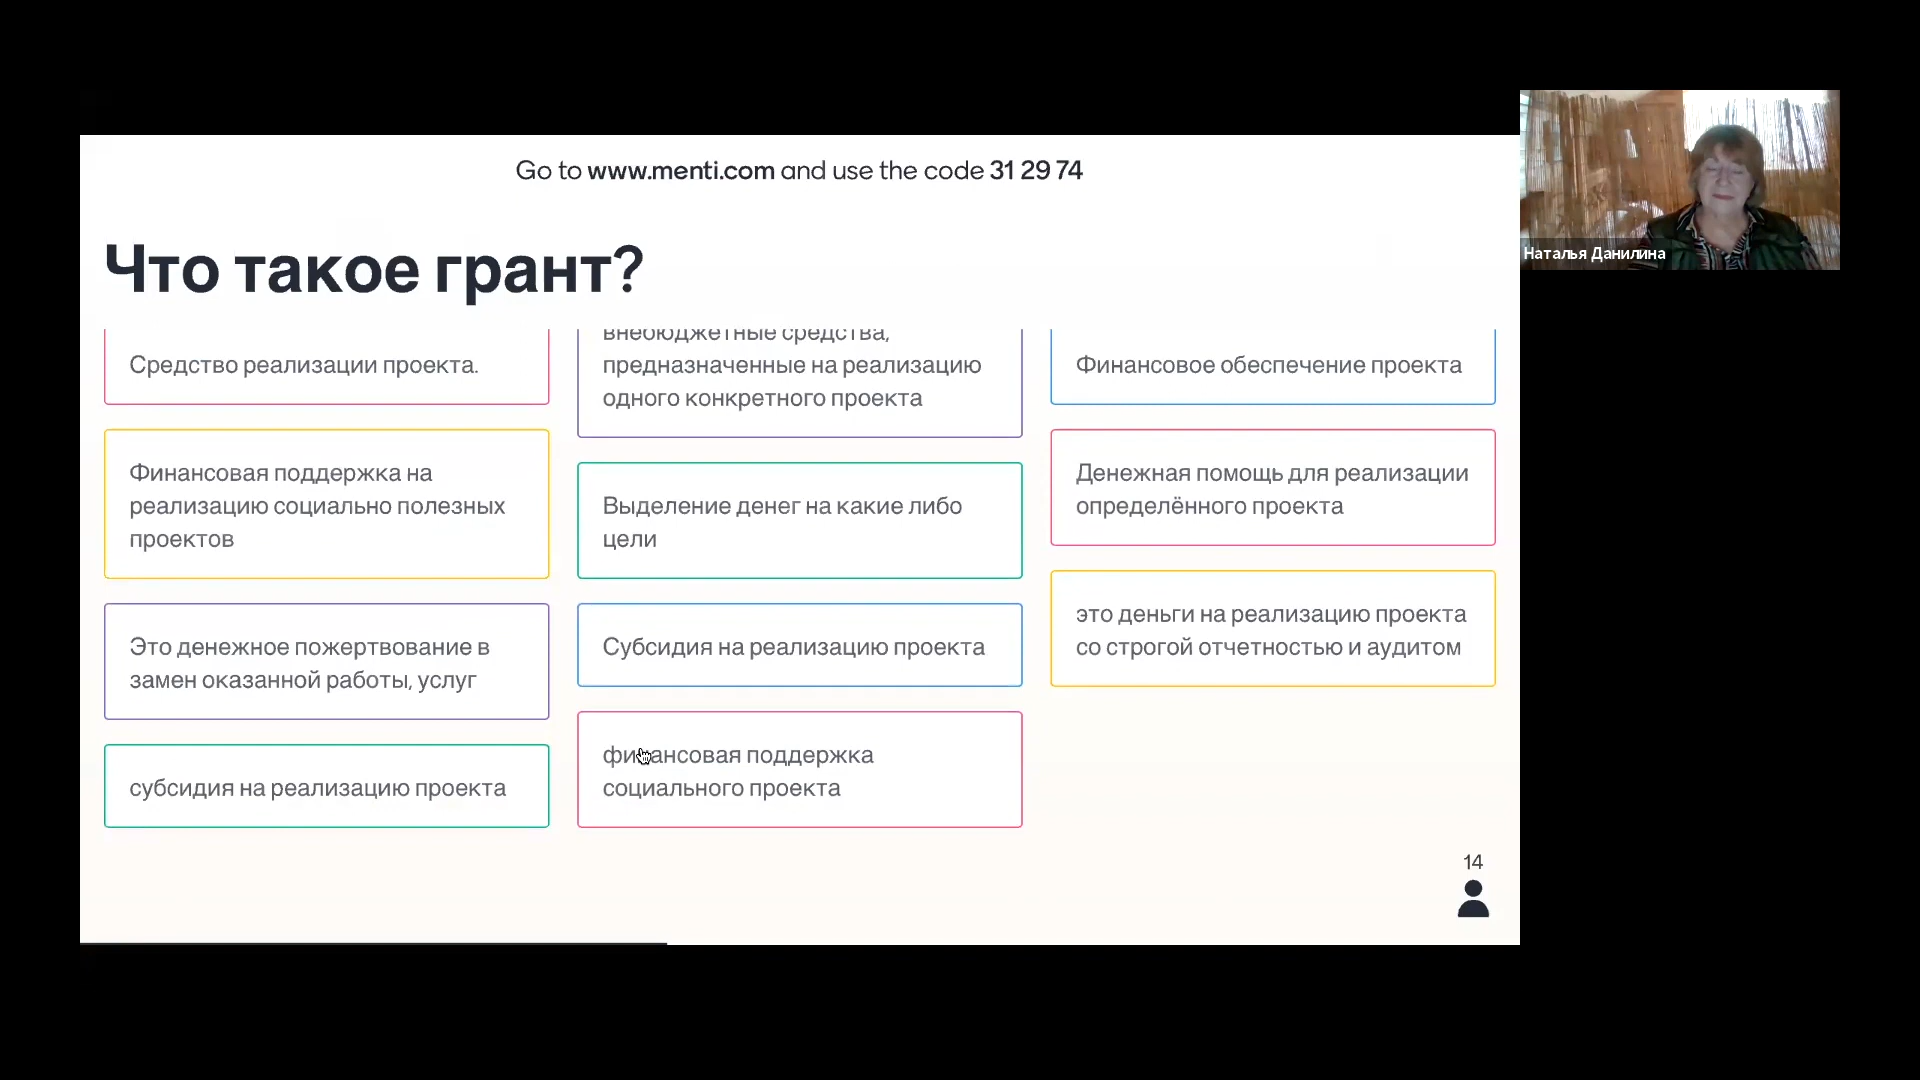 Go to www.menti.com and use the code 31 29 74
Что такое грант?
Средство реализации проекта.
Финансовая поддержка на
реализацию социально полезных
проектов
Это денежное пожертвование в
замен оказанной работы, услуг
субсидия на реализацию проекта
внебюджетные средства,
предназначенные на реализацию
одного конкретного проекта
Выделение денег на какие либо
цели
Субсидия на реализацию проекта
финансовая поддержка
социального проекта
Финансовое обеспечение проекта
Денежная помощь для реализации
определённого проекта
это деньги на реализацию проекта
со строгой отчетностью и аудитом
14
Наталья Данилина